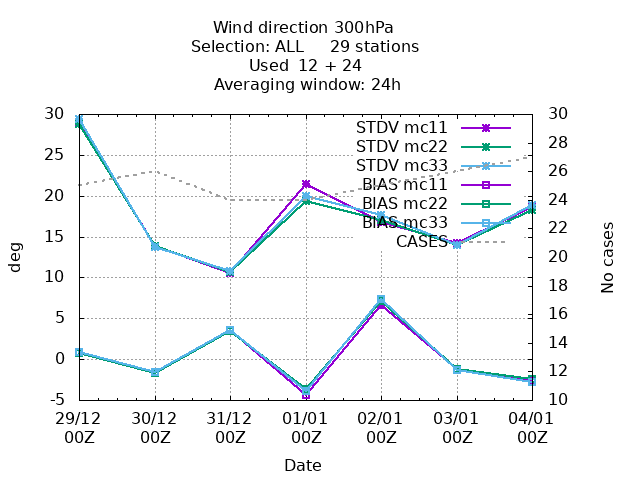 Wind direction 300hPa
Selection: ALL 29 stations
Used 12 + 24
Averaging window: 24h
30 30
STDV mc11
28
STDV mc22
25
STDV mc33
26
BIAS mc11
20 24
BIAS mc22
BIAS mc33
22
15
CASES
20
10
18
5 16
14
0
12
-5 10
deg
No cases
29/12 30/12 31/12 01/01 02/01 03/01 04/01
00Z 00Z 00Z 00Z 00Z 00Z 00Z
Date